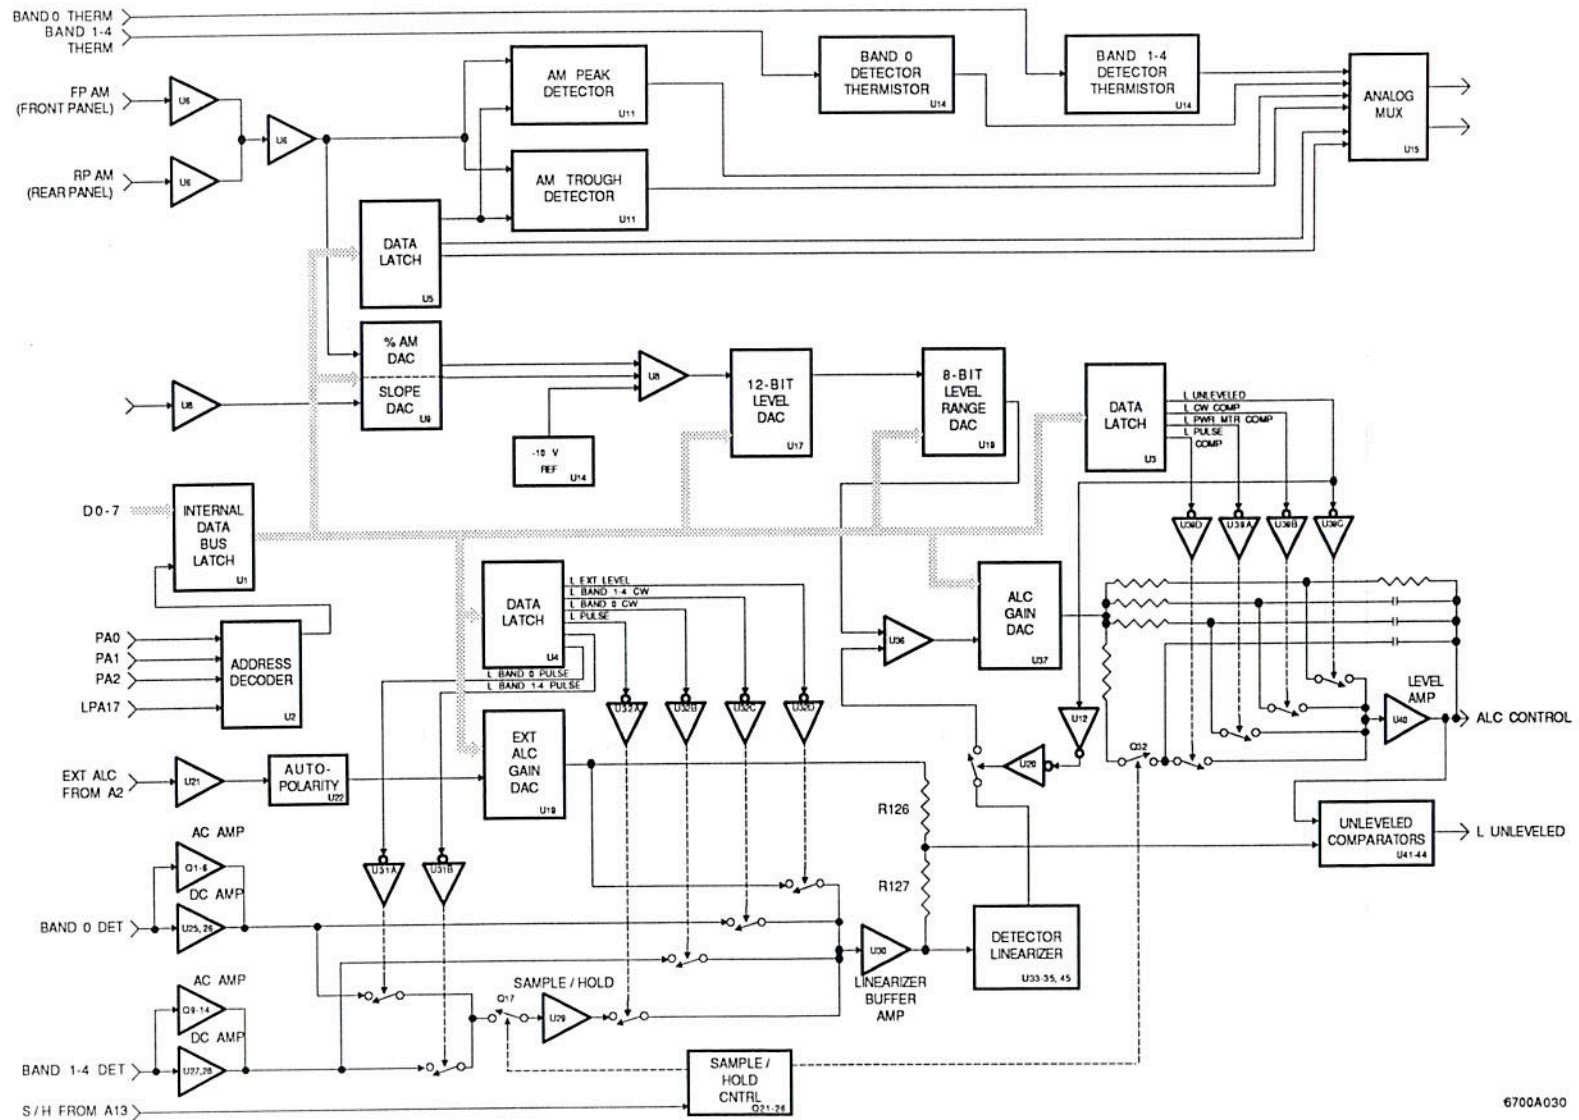 BAND 0 THERM
BAND 1-4
THERM
FP AM
(FRONT PANEL)
U6
U6
RP AM
(REAR PANEL)
U6
AM PEAK
DETECTOR
U11
AM TROUGH
DETECTOR
U11
BAND 0
DETECTOR
THERMISTOR
U14
BAND 1-4
DETECTOR
THERMISTOR
U14
ANALOG
MUX
U15
DATA
LATCH
U5
% AM
DAC
SLOPE
DAC
U9
U8
U8
-10 V
REF
U14
12-BIT
LEVEL
DAC
U17
8-BIT
LEVEL
RANGE
DAC
U18
DATA
LATCH
U3
L UNLEVELED
L CW COMP
L PWR MTR COMP
L PULSE
COMP
U39D
U39A
U39B
U39C
D0-7
INTERNAL
DATA
BUS
LATCH
U1
PA0
PA1
PA2
LPA17
ADDRESS
DECODER
U2
DATA
LATCH
U4
L EXT LEVEL
L BAND 1-4 CW
L BAND 0 CW
L PULSE
L BAND 0 PULSE
L BAND 1-4 PULSE
U32A
U32B
U32C
U32D
U36
ALC
GAIN
DAC
U37
U12
U20
Q32
LEVEL
AMP
U40
ALC CONTROL
EXT ALC
FROM A2
U21
AUTO-
POLARITY
U22
EXT
ALC
GAIN
DAC
U19
R126
R127
UNLEVELED
COMPARATORS
U41-44
L UNLEVELED
AC AMP
Q1-6
DC AMP
U25, 26
BAND 0 DET
U31A
U31B
AC AMP
Q9-14
DC AMP
U27,28
BAND 1-4 DET
SAMPLE / HOLD
Q17
U29
U30
LINEARIZER
BUFFER
AMP
DETECTOR
LINEARIZER
U33-35, 45
SAMPLE /
HOLD
CNTRL
Q21-28
S / H FROM A13
6700A030